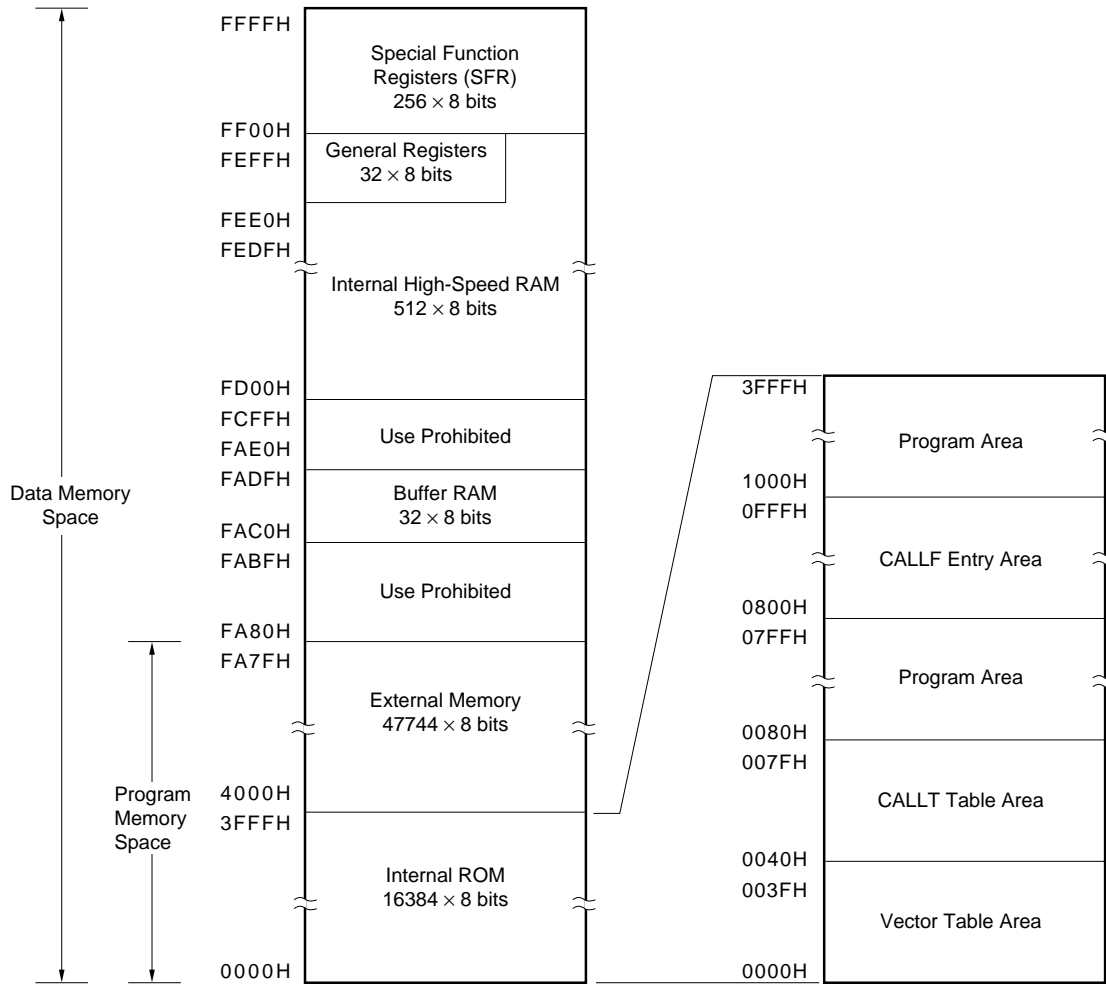 FFFFH
Special Function
Registers (SFR)
256 × 8 bits
FF00H
FEFFH
General Registers
32 × 8 bits
FEE0H
FEDFH
Internal High-Speed RAM
512 × 8 bits
FD00H
FCFFH
Use Prohibited
FAE0H
FADFH
Buffer RAM
32 × 8 bits
FAC0H
FABFH
Use Prohibited
FA80H
FA7FH
External Memory
47744 × 8 bits
4000H
3FFFH
Internal ROM
16384 × 8 bits
0000H
Data Memory
Space
Program
Memory
Space
3FFFH
Program Area
1000H
0FFFH
CALLF Entry Area
0800H
07FFH
Program Area
0080H
007FH
CALLT Table Area
0040H
003FH
Vector Table Area
0000H